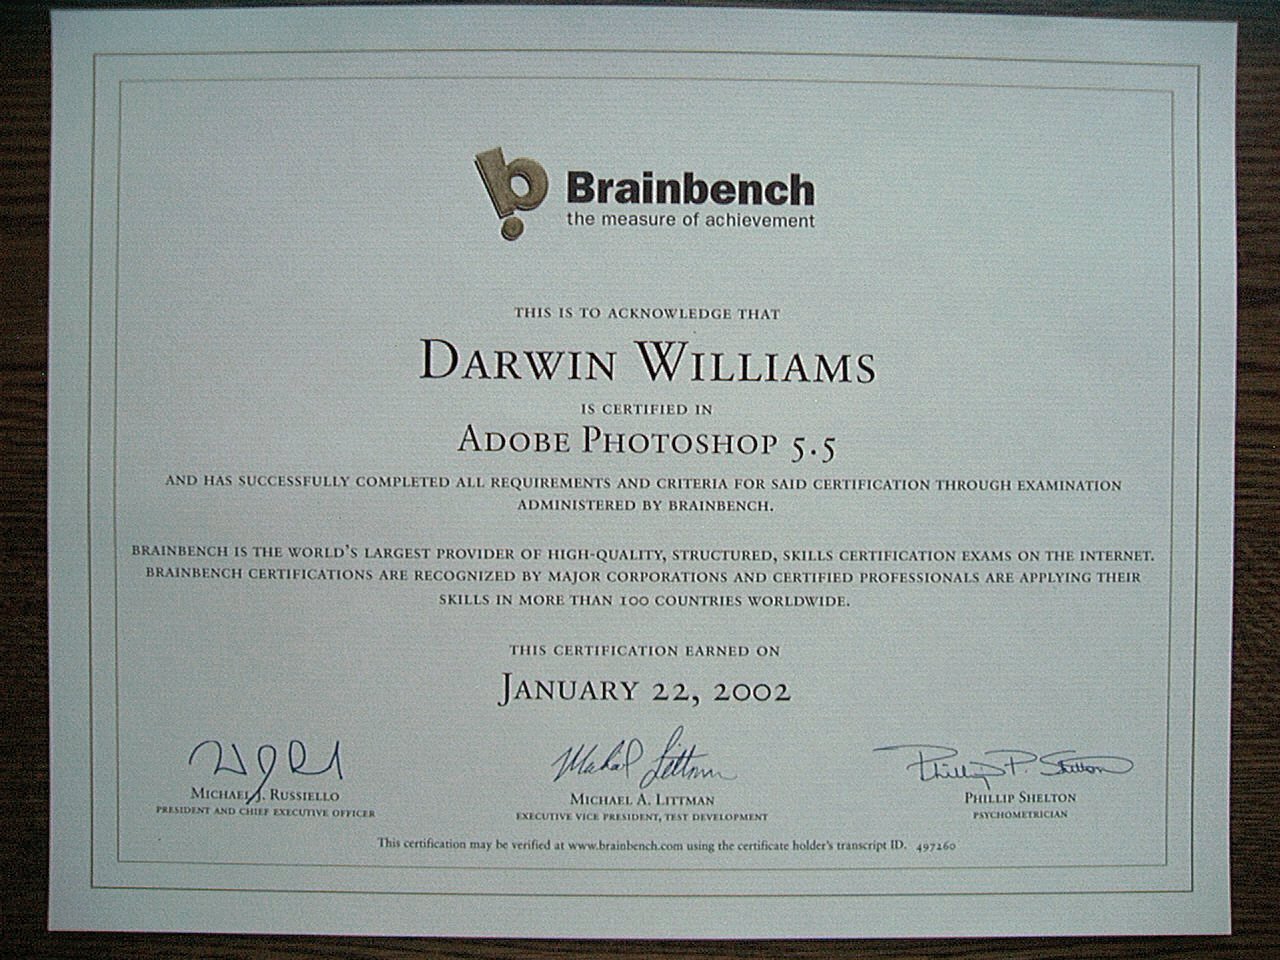 Brainbench
the measure of achievement
THIS IS TO ACKNOWLEDGE THAT
DARWIN WILLIAMS
IS CERTIFIED IN
ADOBE PHOTOSHOP 5.5
AND HAS SUCCESSFULLY COMPLETED ALL REQUIREMENTS AND CRITERIA FOR SAID CERTIFICATION THROUGH EXAMINATION
ADMINISTERED BY BRAINBENCH.
BRAINBENCH IS THE WORLD'S LARGEST PROVIDER OF HIGH-QUALITY, STRUCTURED, SKILLS CERTIFICATION EXAMS ON THE INTERNET.
BRAINBENCH CERTIFICATIONS ARE RECOGNIZED BY MAJOR CORPORATIONS AND CERTIFIED PROFESSIONALS ARE APPLYING THEIR
SKILLS IN MORE THAN 100 COUNTRIES WORLDWIDE.
THIS CERTIFICATION EARNED ON
JANUARY 22, 2002
Michael Littman
Phillip P. Shelton
MICHAEL J. RUSSIELLO
PRESIDENT AND CHIEF EXECUTIVE OFFICER
MICHAEL A. LITTMAN
EXECUTIVE VICE PRESIDENT, TEST DEVELOPMENT
PHILLIP SHELTON
PSYCHOMETRICIAN
This certification may be verified at www.brainbench.com using the certificate holder's transcript ID. 497260